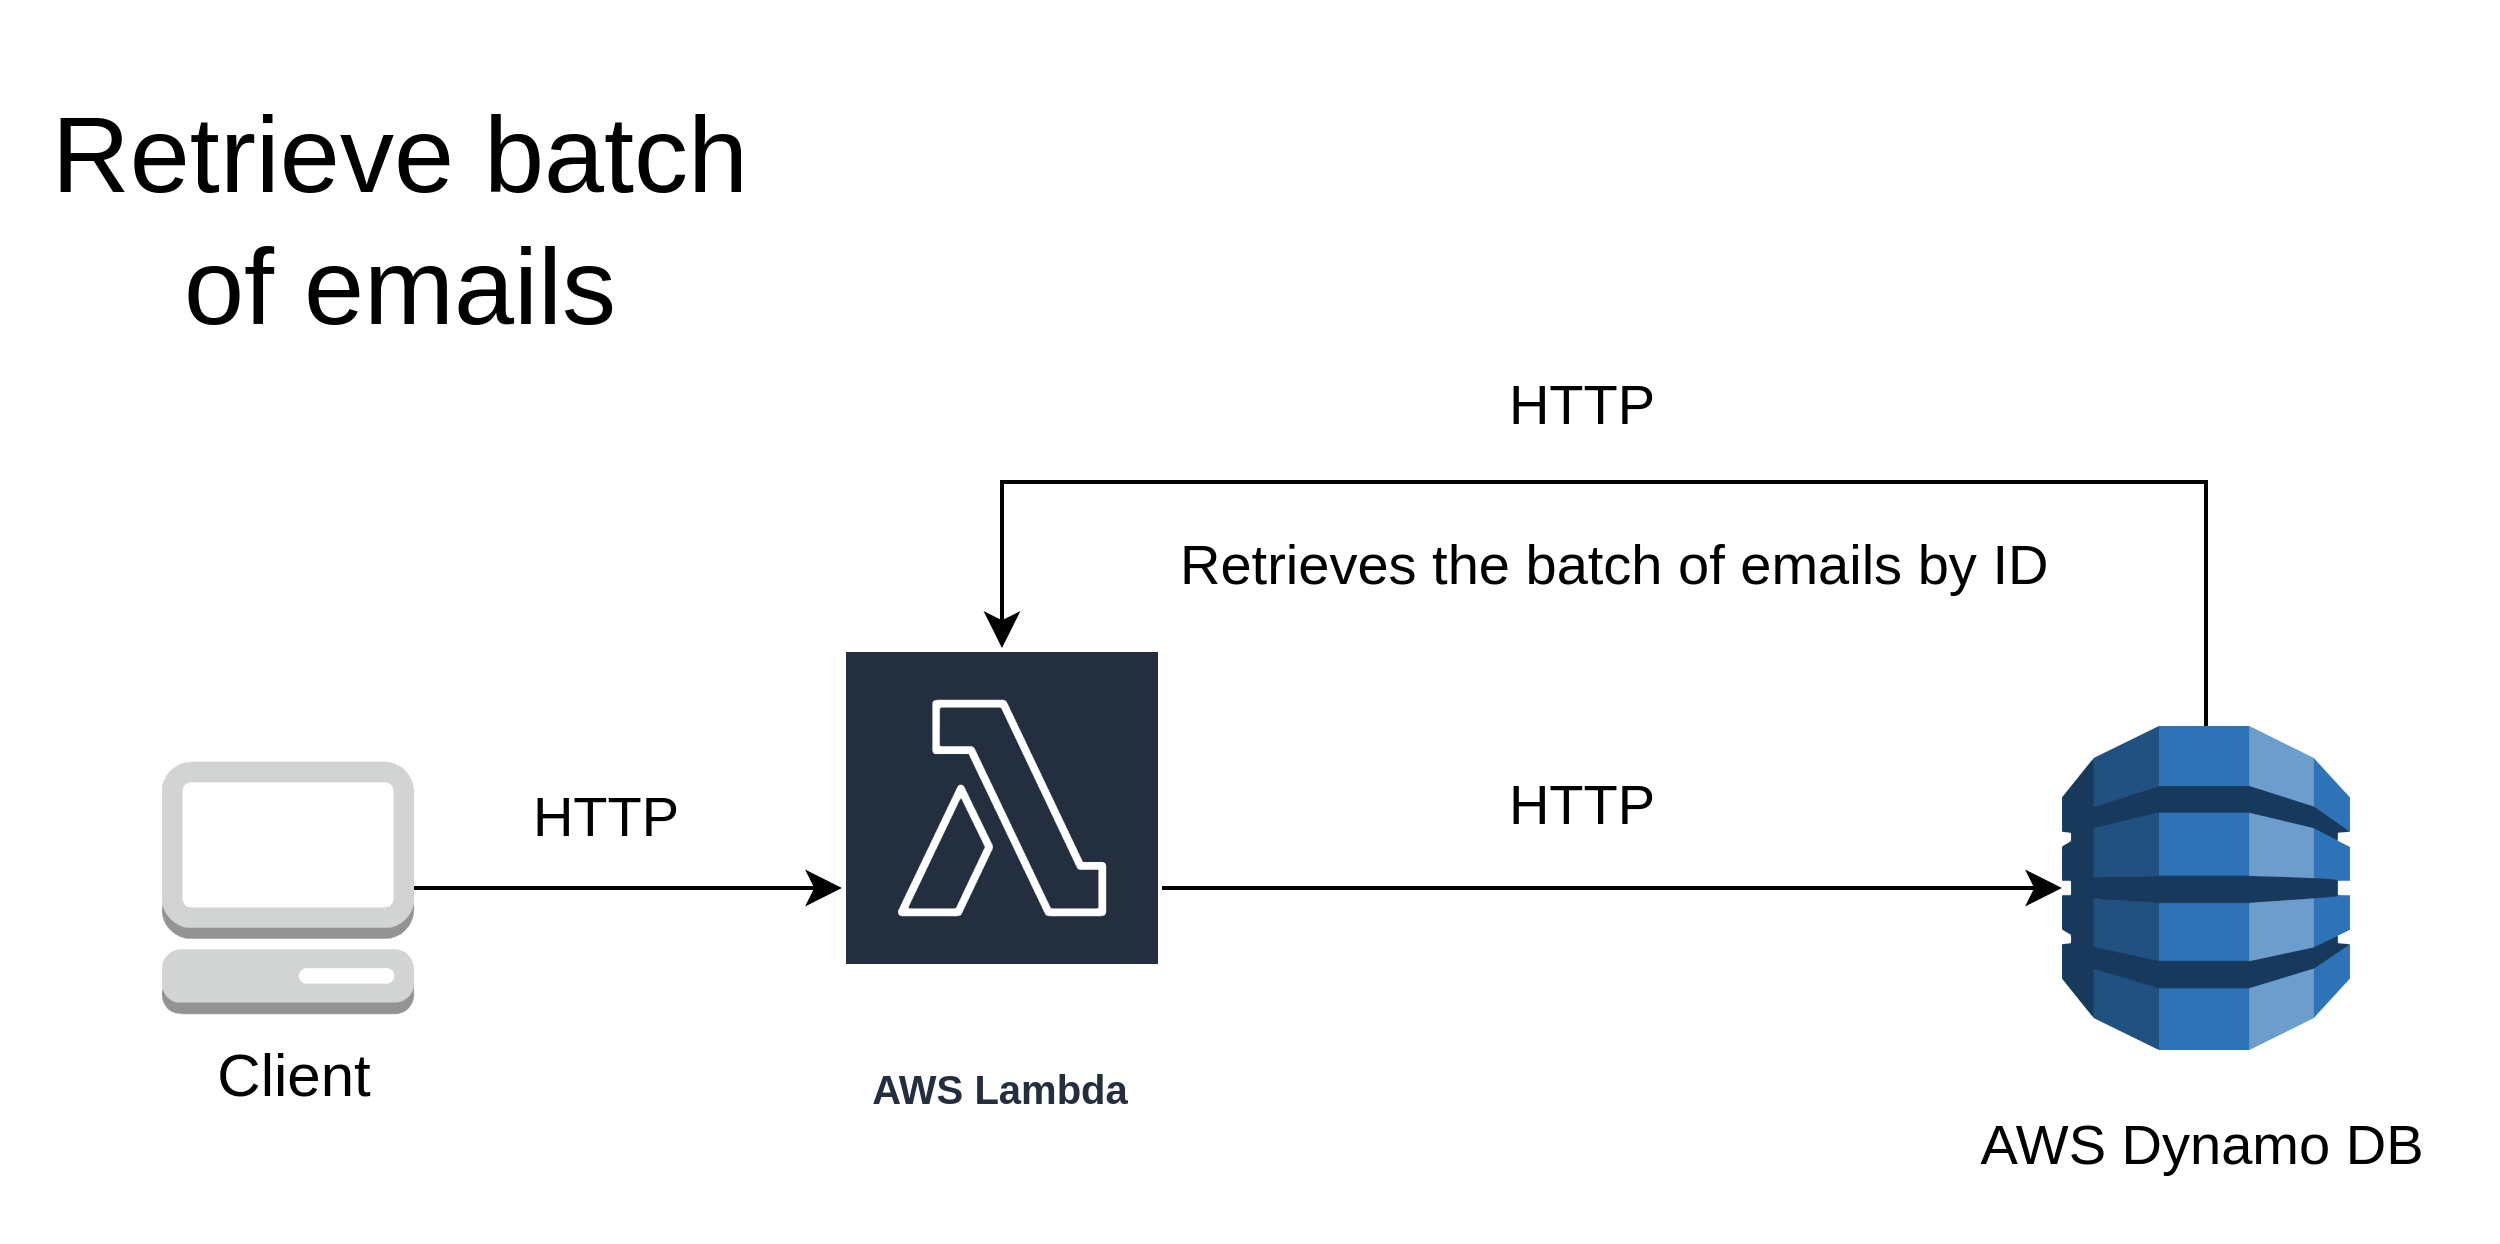 Retrieve batch
of emails
HTTP
Retrieves the batch of emails by ID
HTTP
HTTP
Client
AWS Lambda
AWS Dynamo DB